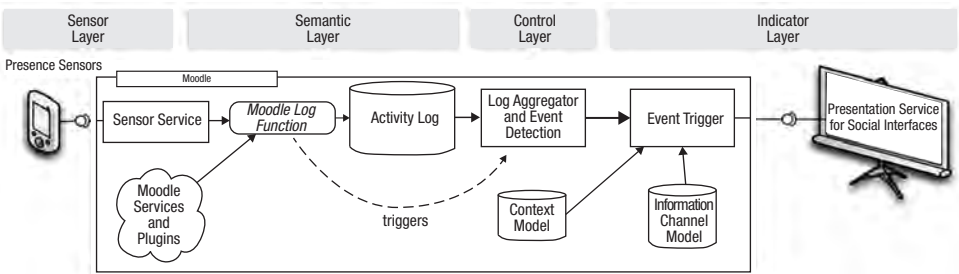 Sensor
Layer
Semantic
Layer
Control
Layer
Indicator
Layer
Presence Sensors
Moodle
Sensor Service
Moodle Log
Function
Activity Log
Log Aggregator
and Event
Detection
Event Trigger
Presentation Service
for Social Interfaces
Moodle
Services
and
Plugins
triggers
Context
Model
Information
Channel
Model